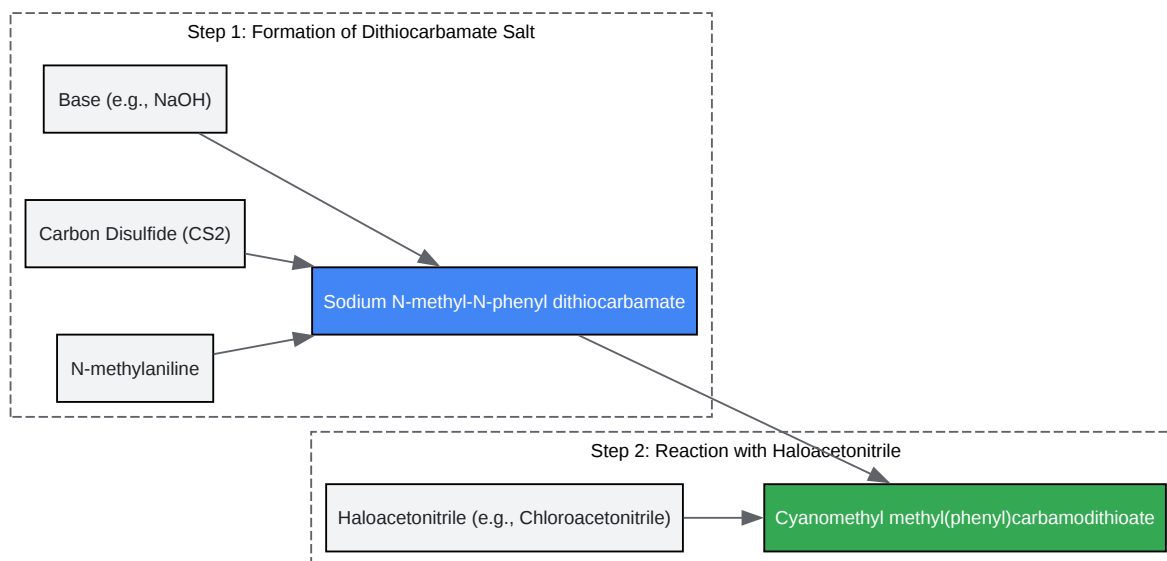 Step 1: Formation of Dithiocarbamate Salt
Base (e.g., NaOH)
Carbon Disulfide (CS2)
Sodium N-methyl-N-phenyl dithiocarbamate
N-methylaniline
Step 2: Reaction with Haloacetonitrile
Haloacetonitrile (e.g., Chloroacetonitrile)
Cyanomethyl methyl(phenyl)carbamodithioate